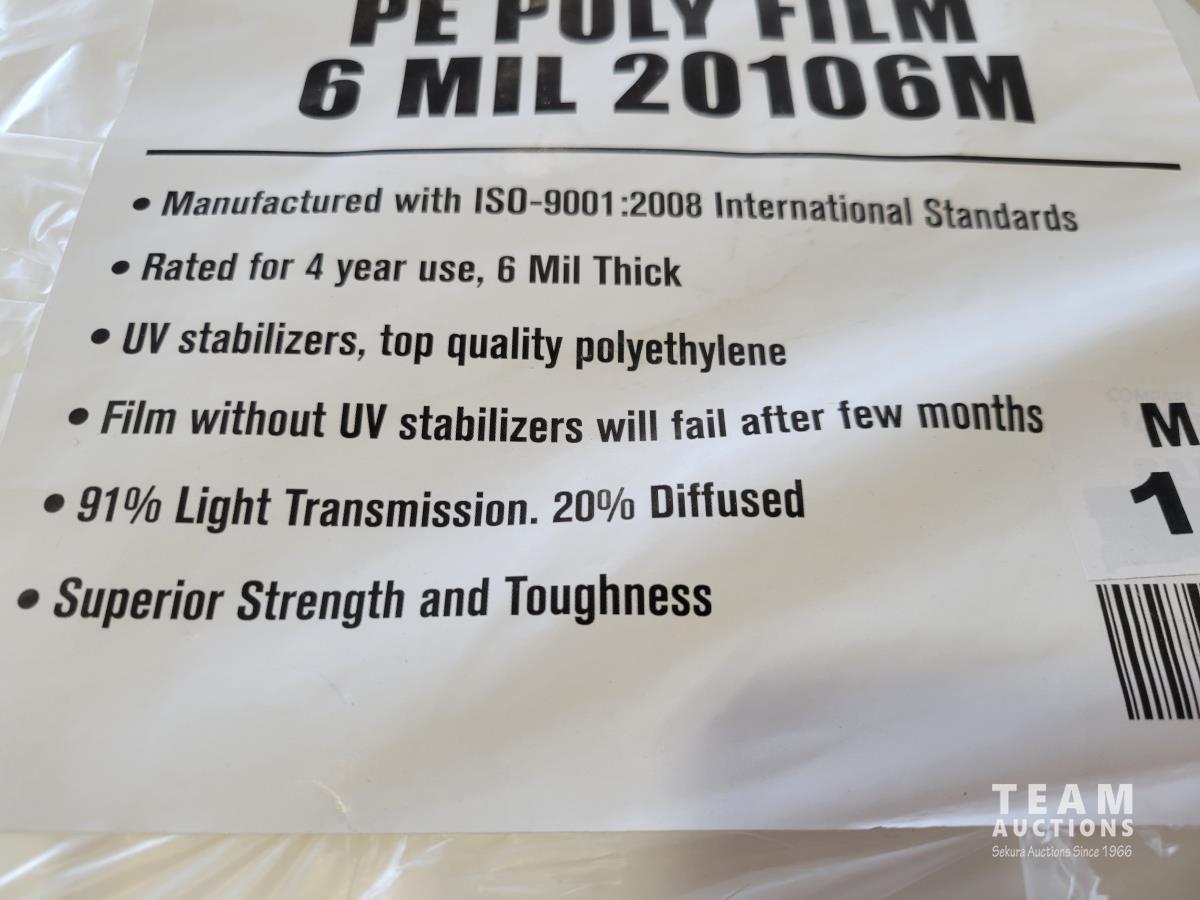 PE POLY FILM
6 MIL 20106M
• Manufactured with ISO-9001:2008 International Standards
• Rated for 4 year use, 6 Mil Thick
• UV stabilizers, top quality polyethylene
• Film without UV stabilizers will fail after few months
• 91% Light Transmission. 20% Diffused
• Superior Strength and Toughness
M
1
TEAM
AUCTIONS
Sekura Auctions Since 1966